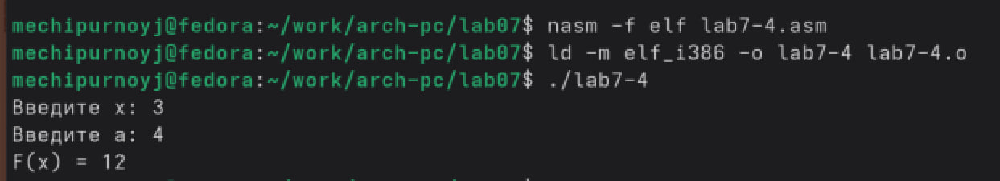 mechipurnoyj@fedora:~/work/arch-pc/lab07$ nasm -f elf lab7-4.asm
mechipurnoyj@fedora:~/work/arch-pc/lab07$ ld -m elf_i386 -o lab7-4 lab7-4.o
mechipurnoyj@fedora:~/work/arch-pc/lab07$ ./lab7-4
Введите x: 3
Введите a: 4
F(x) = 12